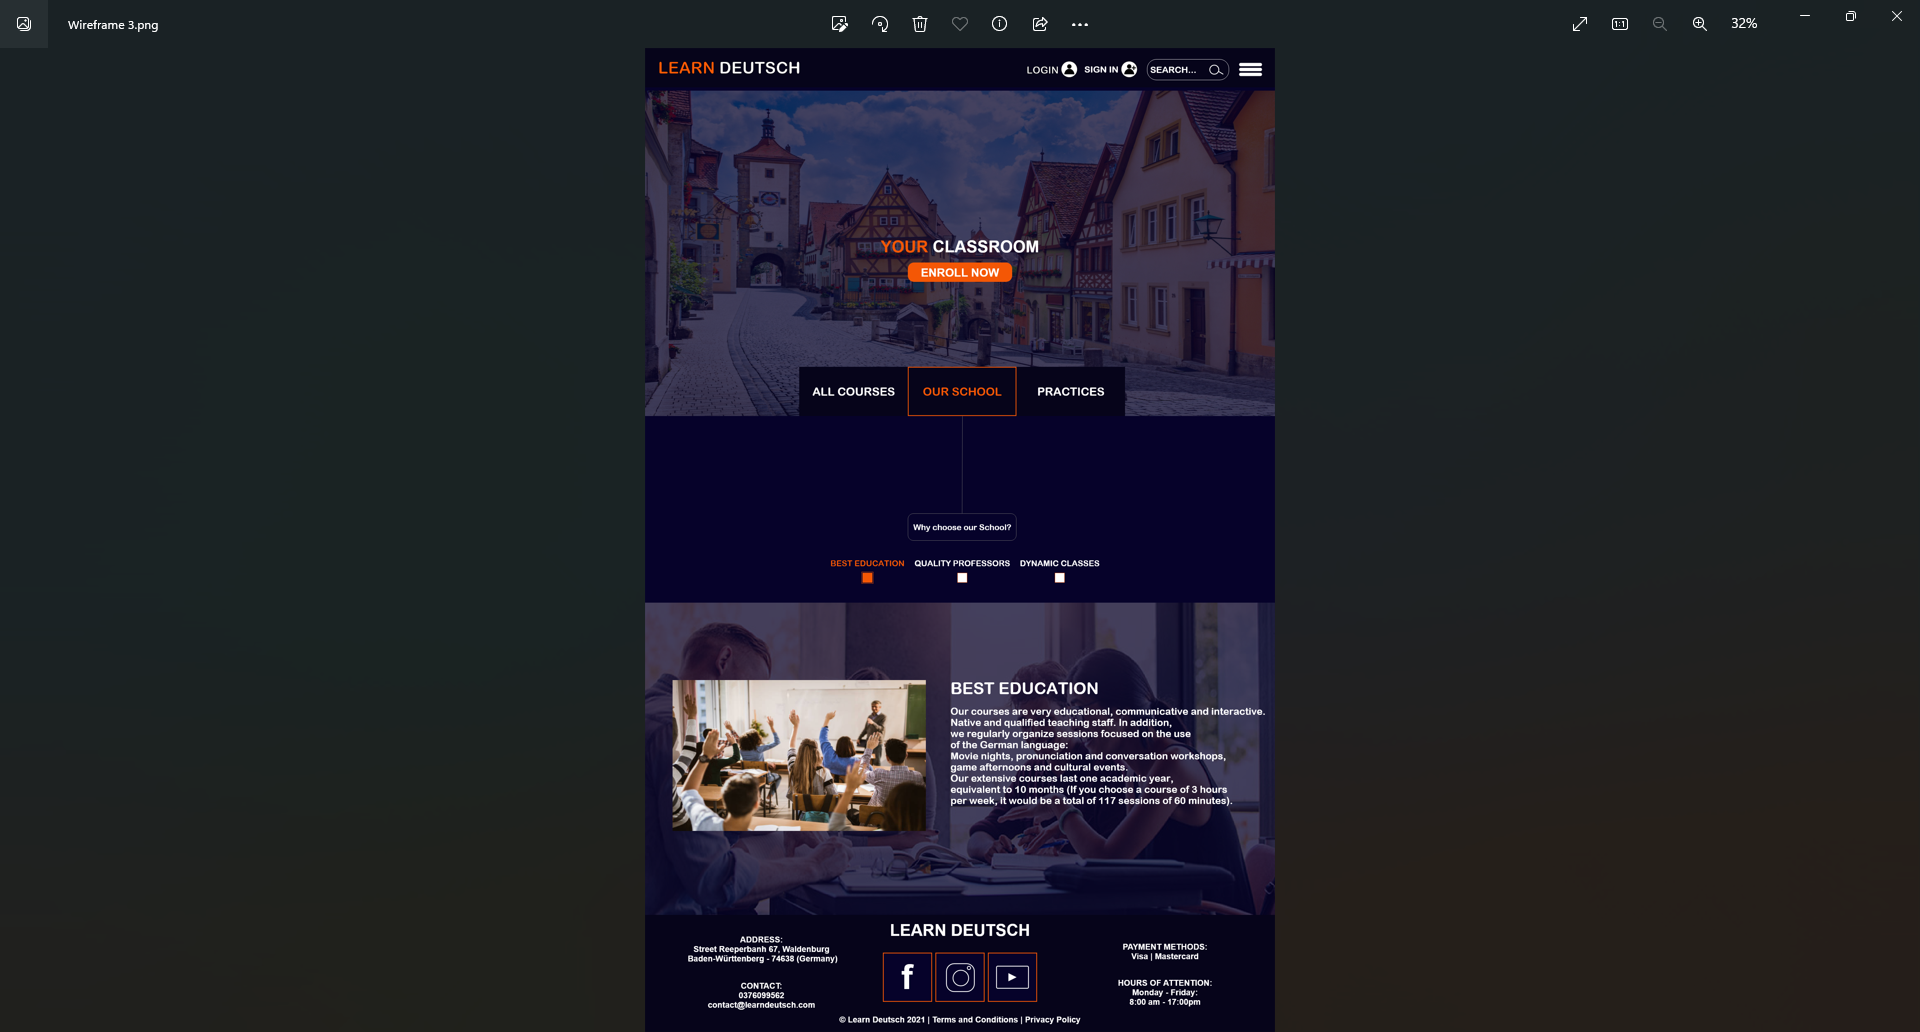 Wireframe 3.png
32%
LEARN DEUTSCH
LOGIN
SIGN IN
SEARCH...
YOUR CLASSROOM
ENROLL NOW
ALL COURSES
OUR SCHOOL
PRACTICES
Why choose our School?
BEST EDUCATION
QUALITY PROFESSORS
DYNAMIC CLASSES
BEST EDUCATION
Our courses are very educational, communicative and interactive.
Native and qualified teaching staff. In addition,
we regularly organize sessions focused on the use
of the German language:
Movie nights, pronunciation and conversation workshops,
game afternoons and cultural events.
Our extensive courses last one academic year,
equivalent to 10 months (If you choose a course of 3 hours
per week, it would be a total of 117 sessions of 60 minutes).
ADDRESS:
Street Reeperbanh 67, Waldenburg
Baden-Württenberg - 74638 (Germany)
CONTACT:
0376099562
contact@learndeutsch.com
LEARN DEUTSCH
f
PAYMENT METHODS:
Visa | Mastercard
HOURS OF ATTENTION:
Monday - Friday:
8:00 am - 17:00pm
© Learn Deutsch 2021 | Terms and Conditions | Privacy Policy